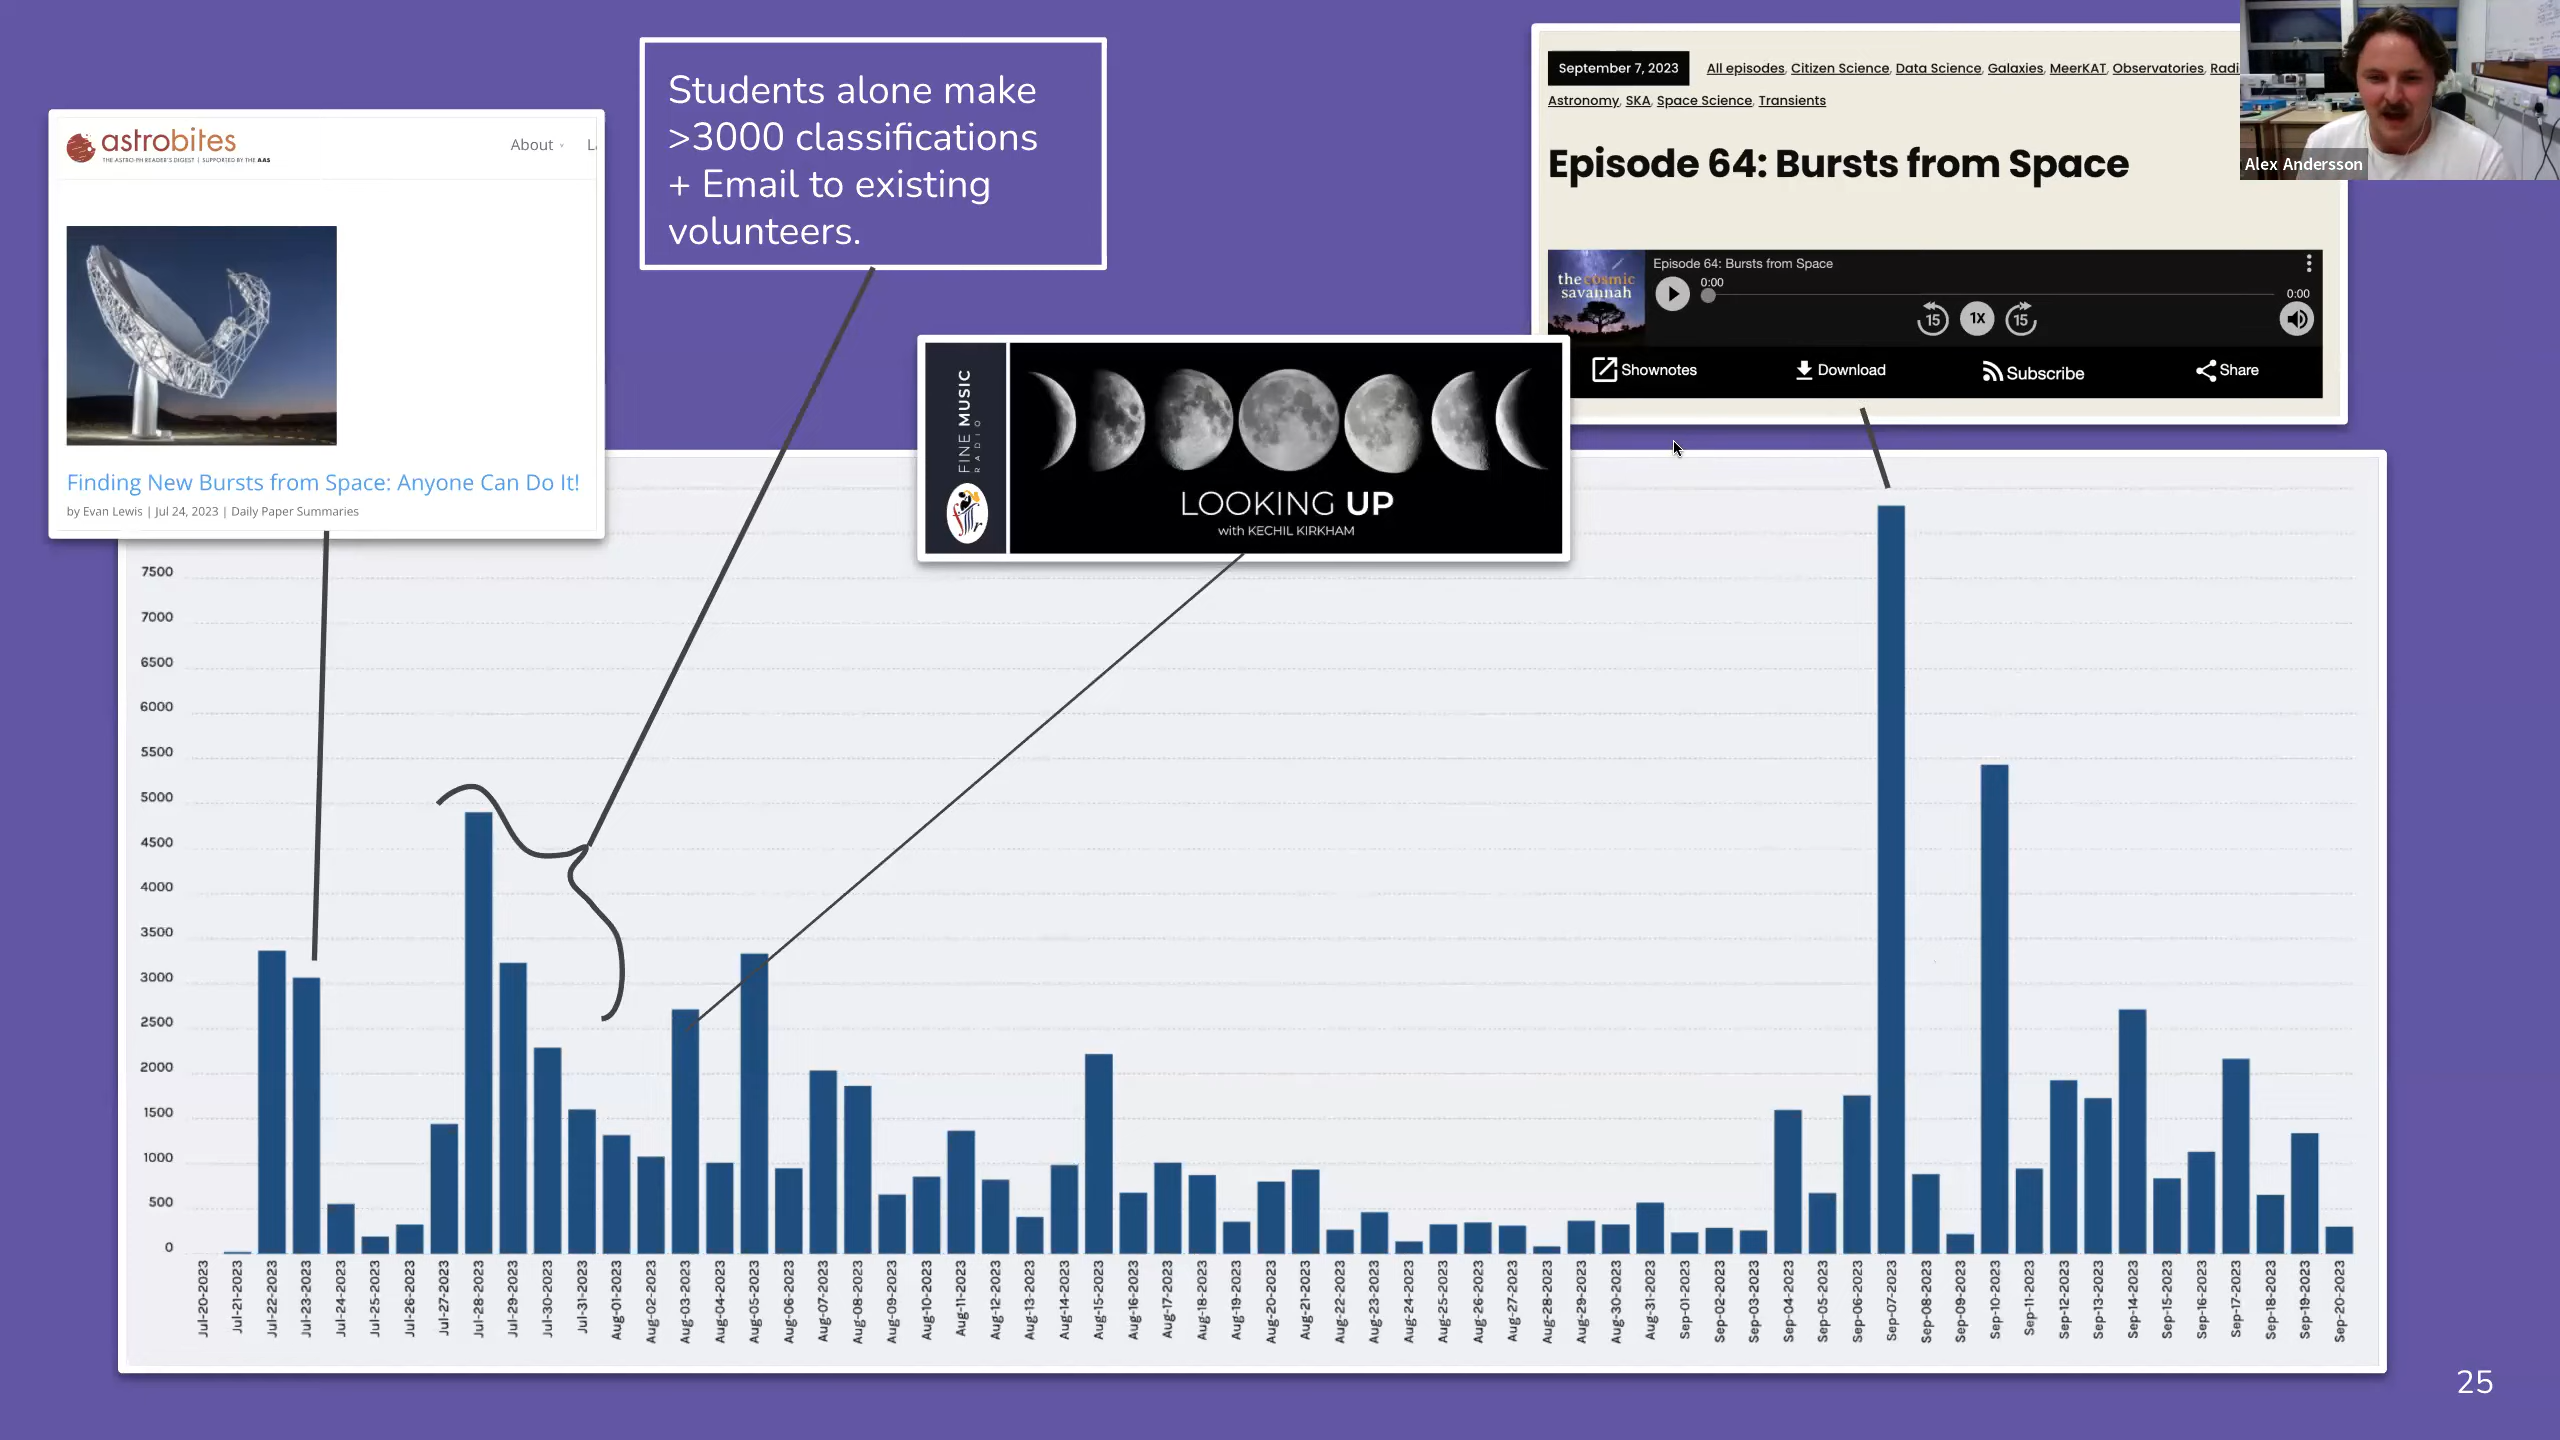 astrobites
THE ASTRO-PH READER'S DIGEST | SUPPORTED BY THE AAS
About
Finding New Bursts from Space: Anyone Can Do It!
by Evan Lewis | Jul 24, 2023 | Daily Paper Summaries
Students alone make
>3000 classifications
+ Email to existing
volunteers.
FINE MUSIC
RADIO
fmr
LOOKING UP
with KECHIL KIRKHAM
September 7, 2023
All episodes, Citizen Science, Data Science, Galaxies, MeerKAT, Observatories,
Astronomy, SKA, Space Science, Transients
Episode 64: Bursts from Space
the cosmic
savannah
Episode 64: Bursts from Space
0:00
0:00
15
1X
15
Shownotes
Download
Subscribe
Share
Alex Andersson
7500
7000
6500
6000
5500
5000
4500
4000
3500
3000
2500
2000
1500
1000
500
0
Jul-20-2023
Jul-21-2023
Jul-22-2023
Jul-23-2023
Jul-24-2023
Jul-25-2023
Jul-26-2023
Jul-27-2023
Jul-28-2023
Jul-29-2023
Jul-30-2023
Jul-31-2023
Aug-01-2023
Aug-02-2023
Aug-03-2023
Aug-04-2023
Aug-05-2023
Aug-06-2023
Aug-07-2023
Aug-08-2023
Aug-09-2023
Aug-10-2023
Aug-11-2023
Aug-12-2023
Aug-13-2023
Aug-14-2023
Aug-15-2023
Aug-16-2023
Aug-17-2023
Aug-18-2023
Aug-19-2023
Aug-20-2023
Aug-21-2023
Aug-22-2023
Aug-23-2023
Aug-24-2023
Aug-25-2023
Aug-26-2023
Aug-27-2023
Aug-28-2023
Aug-29-2023
Aug-30-2023
Aug-31-2023
Sep-01-2023
Sep-02-2023
Sep-03-2023
Sep-04-2023
Sep-05-2023
Sep-06-2023
Sep-07-2023
Sep-08-2023
Sep-09-2023
Sep-10-2023
Sep-11-2023
Sep-12-2023
Sep-13-2023
Sep-14-2023
Sep-15-2023
Sep-16-2023
Sep-17-2023
Sep-18-2023
Sep-19-2023
Sep-20-2023
25